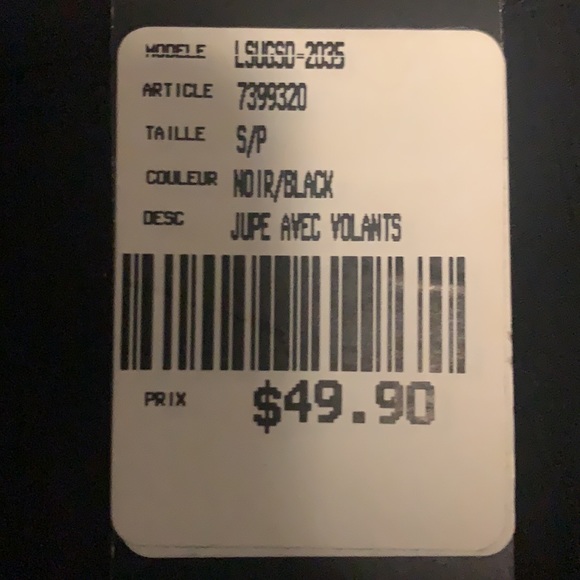 MODELE LSUGSD-2035
ARTICLE 7399320
TAILLE S/P
COULEUR NOIR/BLACK
DESC JUPE AVEC VOLANTS
PRIX $49.90